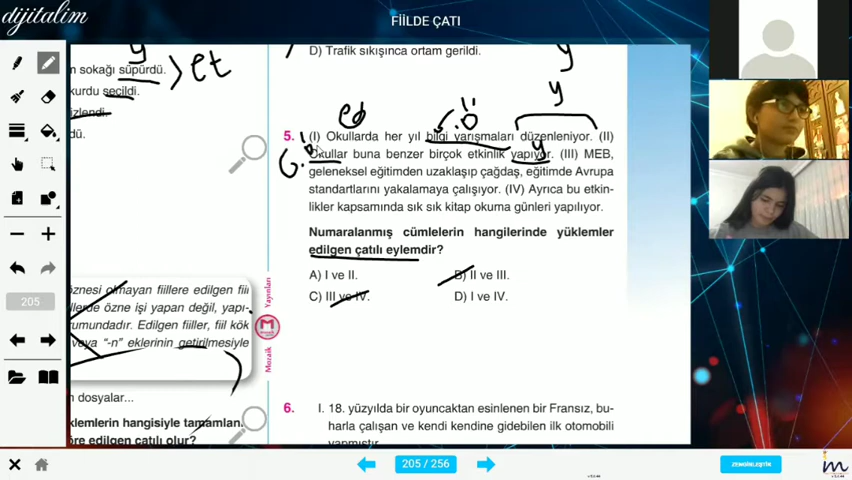 dijitalim
FİİLDE ÇATI
m sokağı süpürdü.
y
> et
kurdu seçildi.
izlendi.
dü.
D) Trafik sıkışınca ortam gerildi.
y
ed
Ö
y
5. (I) Okullarda her yıl bilgi yarışmaları düzenleniyor. (II)
Okullar buna benzer birçok etkinlik yapıyor. (III) MEB,
G.Ö
y
geleneksel eğitimden uzaklaşıp çağdaş, eğitimde Avrupa
standartlarını yakalamaya çalışıyor. (IV) Ayrıca bu etkin-
likler kapsamında sık sık kitap okuma günleri yapılıyor.
Numaralanmış cümlelerin hangilerinde yüklemler
edilgen çatılı eylemdir?
A) I ve II.
B) II ve III.
C) III ve IV.
D) I ve IV.
205
öznesi olmayan fiillere edilgen fiil
llerde özne işi yapan değil, yapı-
rumundadır. Edilgen fiiller, fiil kök
veya “-n” eklerinin getirilmesiyle
Mozaik Yayınları
n dosyalar...
klemlerin hangisiyle tamamlan.
öre edilgen çatılı olur?
6. I. 18. yüzyılda bir oyuncaktan esinlenen bir Fransız, bu-
harla çalışan ve kendi kendine gidebilen ilk otomobili
yapmıştır.
205 / 256
ZENGİNLEŞTİK